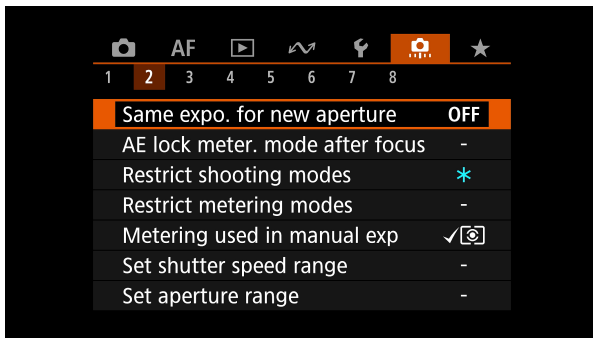 AF
1 2 3 4 5 6 7 8
Same expo. for new aperture OFF
AE lock meter. mode after focus -
Restrict shooting modes *
Restrict metering modes -
Metering used in manual exp ✓
Set shutter speed range -
Set aperture range -